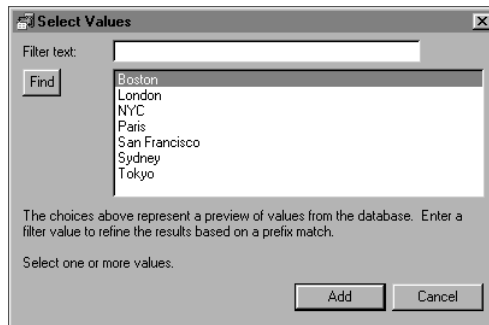 Select Values
Filter text:
Find
Boston
London
NYC
Paris
San Francisco
Sydney
Tokyo
The choices above represent a preview of values from the database. Enter a
filter value to refine the results based on a prefix match.
Select one or more values.
Add
Cancel